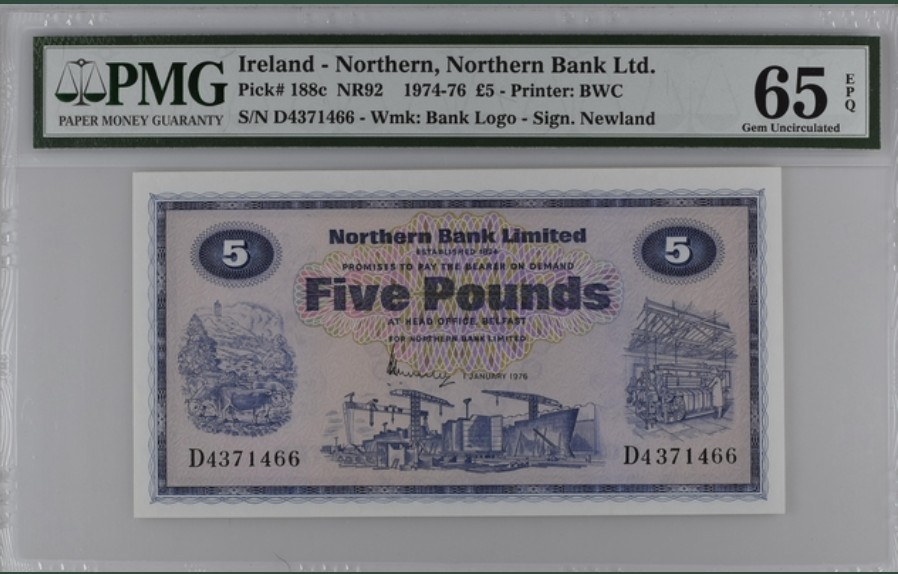 PMG
PAPER MONEY GUARANTY
Ireland - Northern, Northern Bank Ltd.
Pick# 188c NR92 1974-76 £5 - Printer: BWC
S/N D4371466 - Wmk: Bank Logo - Sign. Newland
65 EPQ
Gem Uncirculated
5 5
Northern Bank Limited
ESTABLISHED
PROMISES TO PAY THE BEARER ON DEMAND
Five Pounds
AT HEAD OFFICE, BELFAST
FOR NORTHERN BANK LIMITED
1 JANUARY 1976
D4371466 D4371466